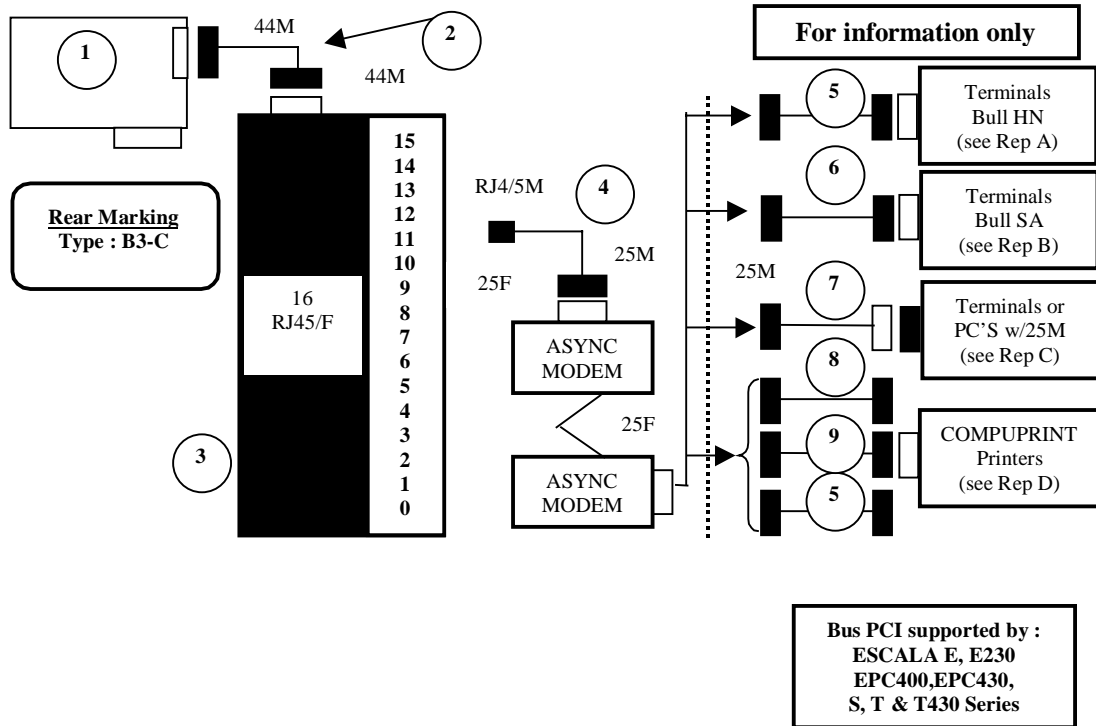 1
44M
2
44M
For information only
Rear Marking
Type : B3-C
15
14
13
12
11
10
9
8
7
6
5
4
3
2
1
0
16
RJ45/F
3
RJ4/5M
4
25M
25F
ASYNC
MODEM
25F
ASYNC
MODEM
5
Terminals
Bull HN
(see Rep A)
6
Terminals
Bull SA
(see Rep B)
25M
7
Terminals or
PC'S w/25M
(see Rep C)
8
9
5
COMPUPRINT
Printers
(see Rep D)
Bus PCI supported by :
ESCALA E, E230
EPC400,EPC430,
S, T & T430 Series